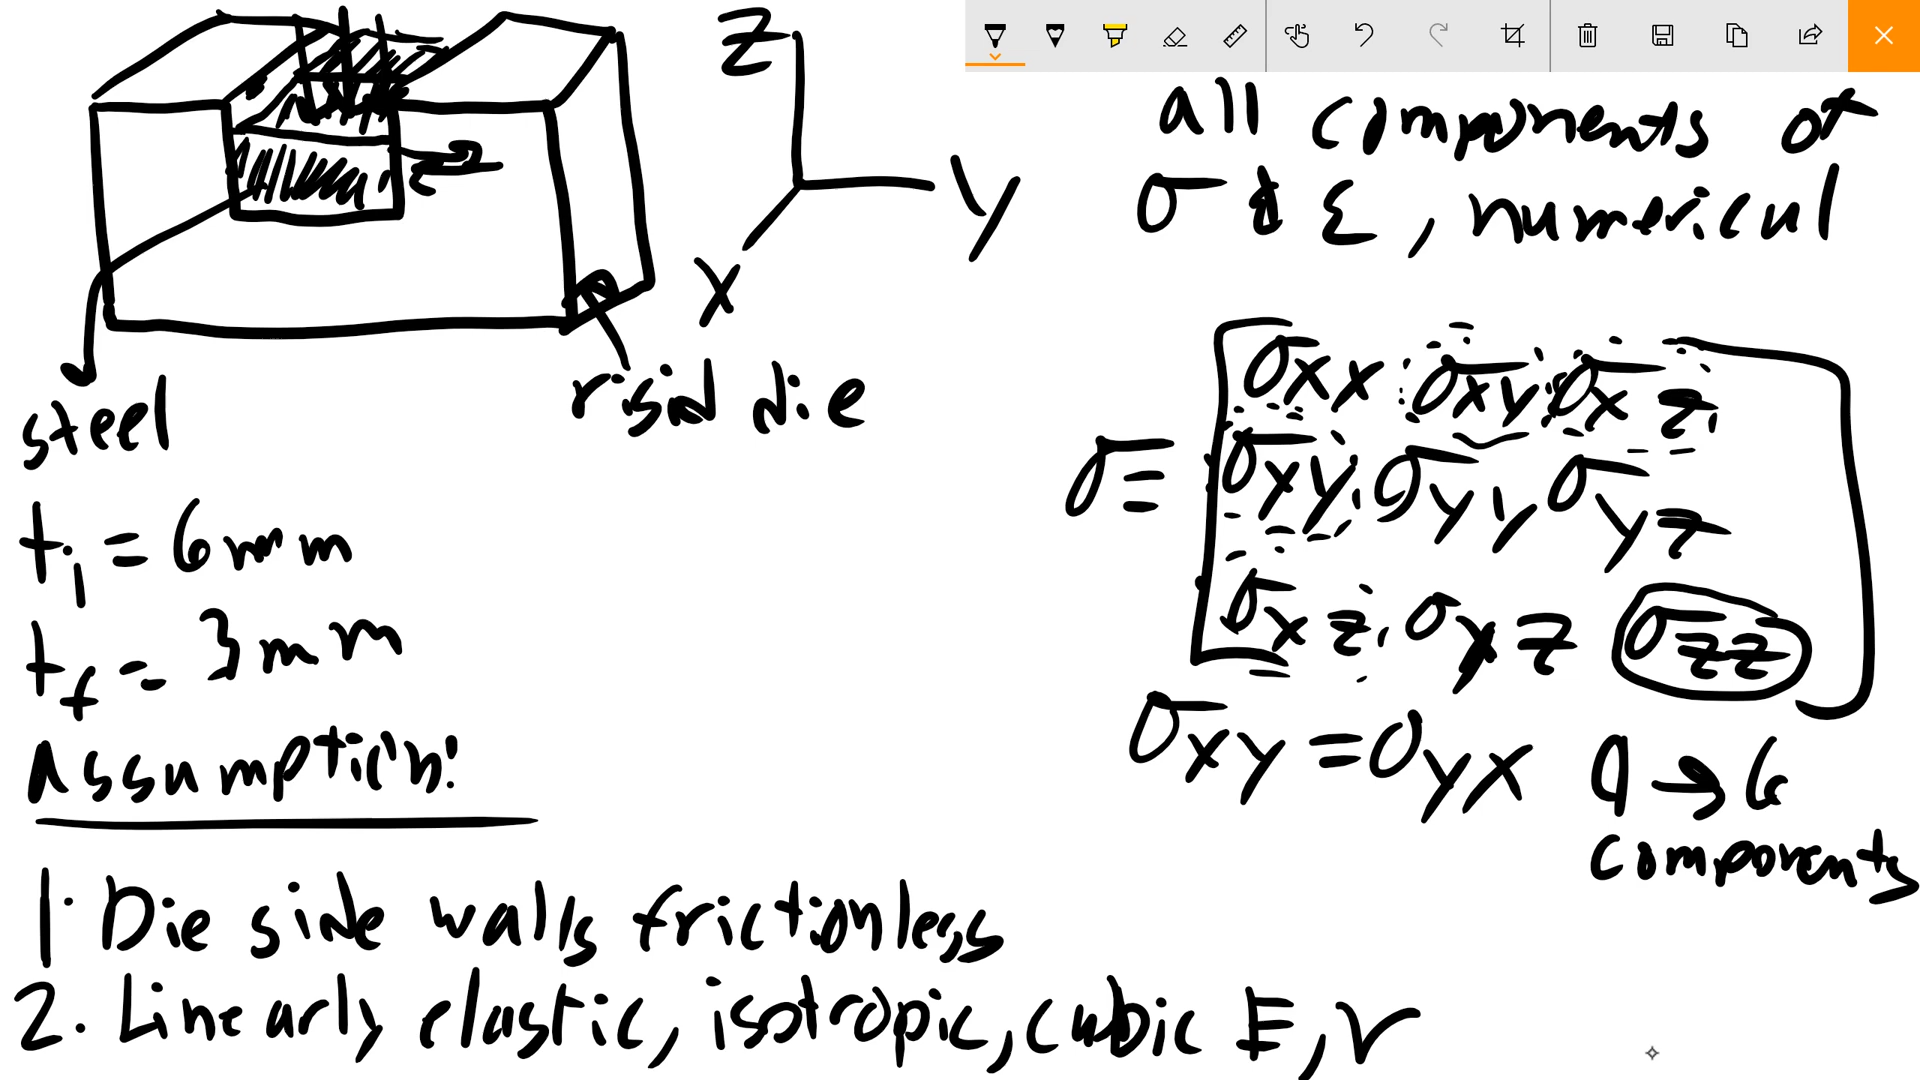 Z
Y
X
steel
rigid die
ti = 6mm
tf = 3mm
Assumption:
1. Die side walls frictionless
2. Linearly elastic, isotropic, cubic E, ν
all components of
σ & ε, numerical
σ =
σxx σxy σxz
σxy σyy σyz
σxz σyz σzz
σxy = σyx 9 → 6
components